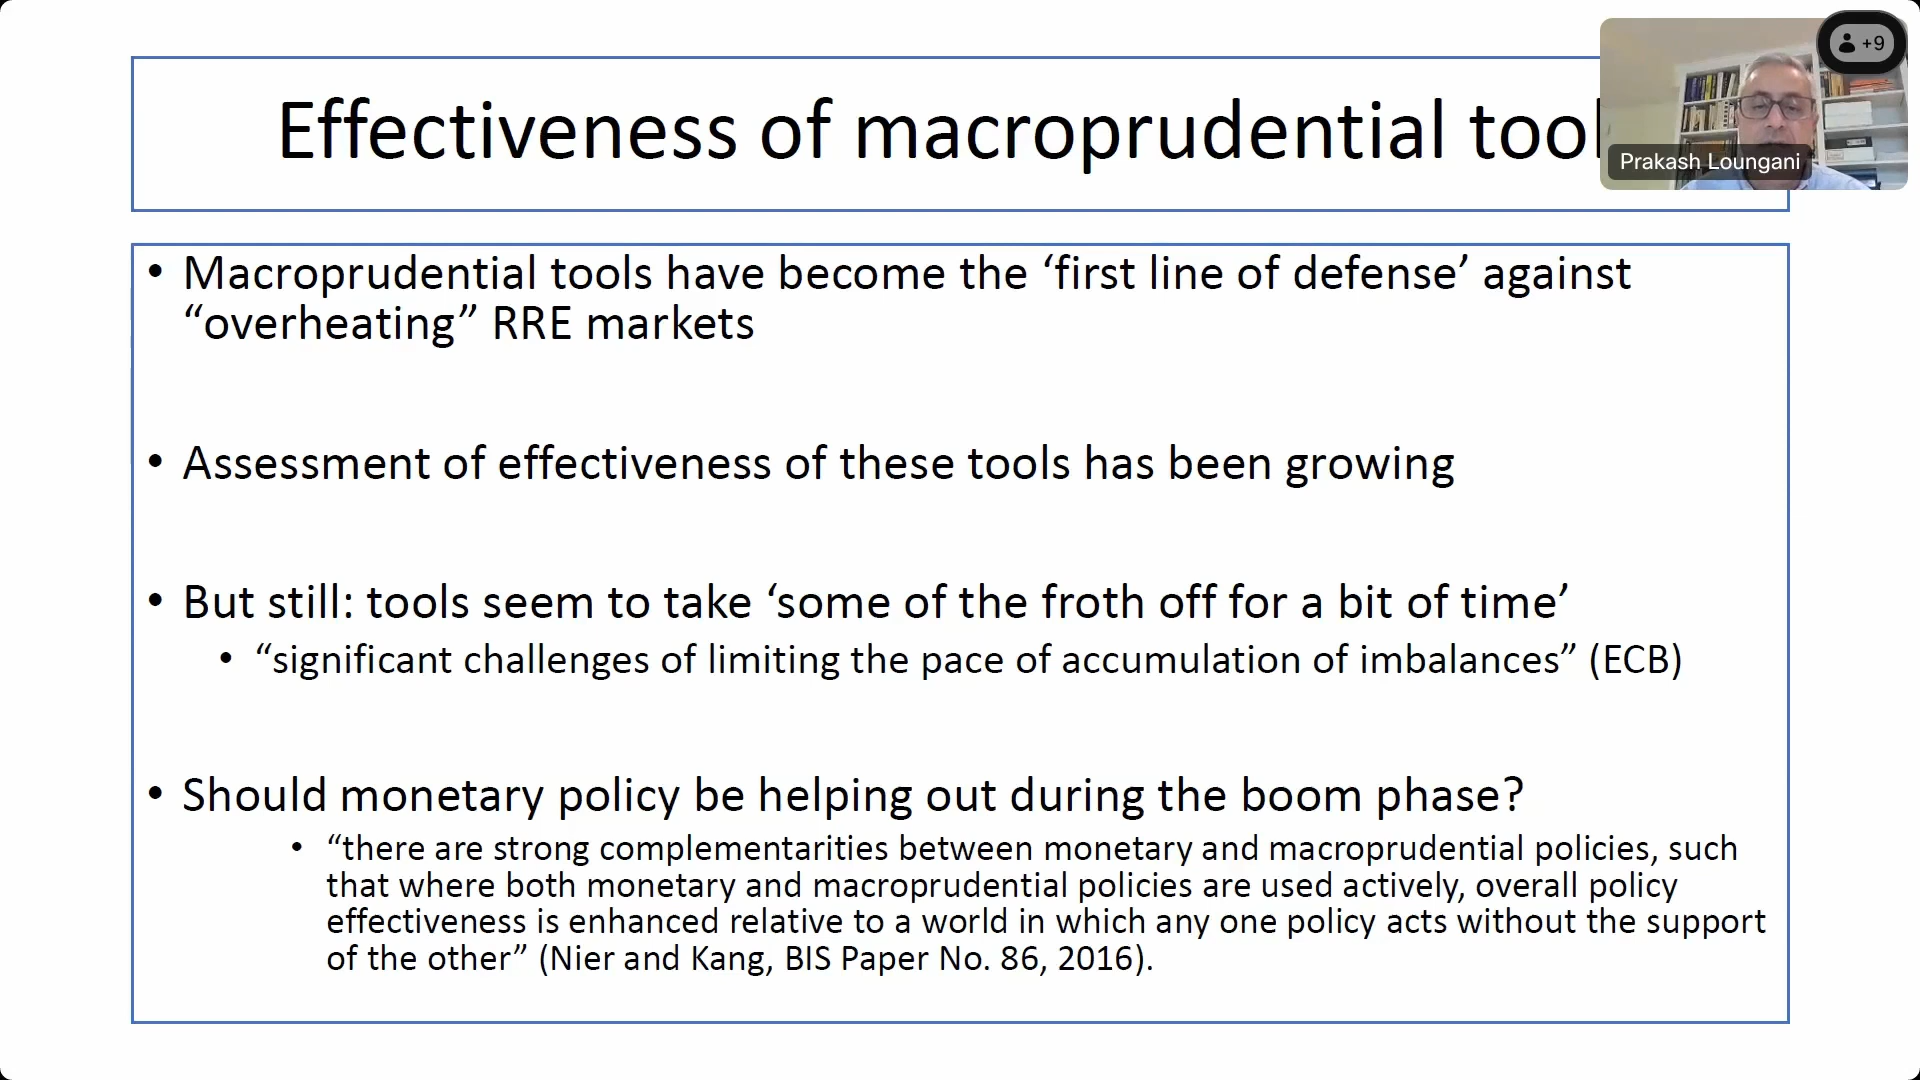 +9
Effectiveness of macroprudential tool
Prakash Loungani
• Macroprudential tools have become the ‘first line of defense’ against
“overheating” RRE markets
• Assessment of effectiveness of these tools has been growing
• But still: tools seem to take ‘some of the froth off for a bit of time’
• “significant challenges of limiting the pace of accumulation of imbalances” (ECB)
• Should monetary policy be helping out during the boom phase?
• “there are strong complementarities between monetary and macroprudential policies, such
that where both monetary and macroprudential policies are used actively, overall policy
effectiveness is enhanced relative to a world in which any one policy acts without the support
of the other” (Nier and Kang, BIS Paper No. 86, 2016).